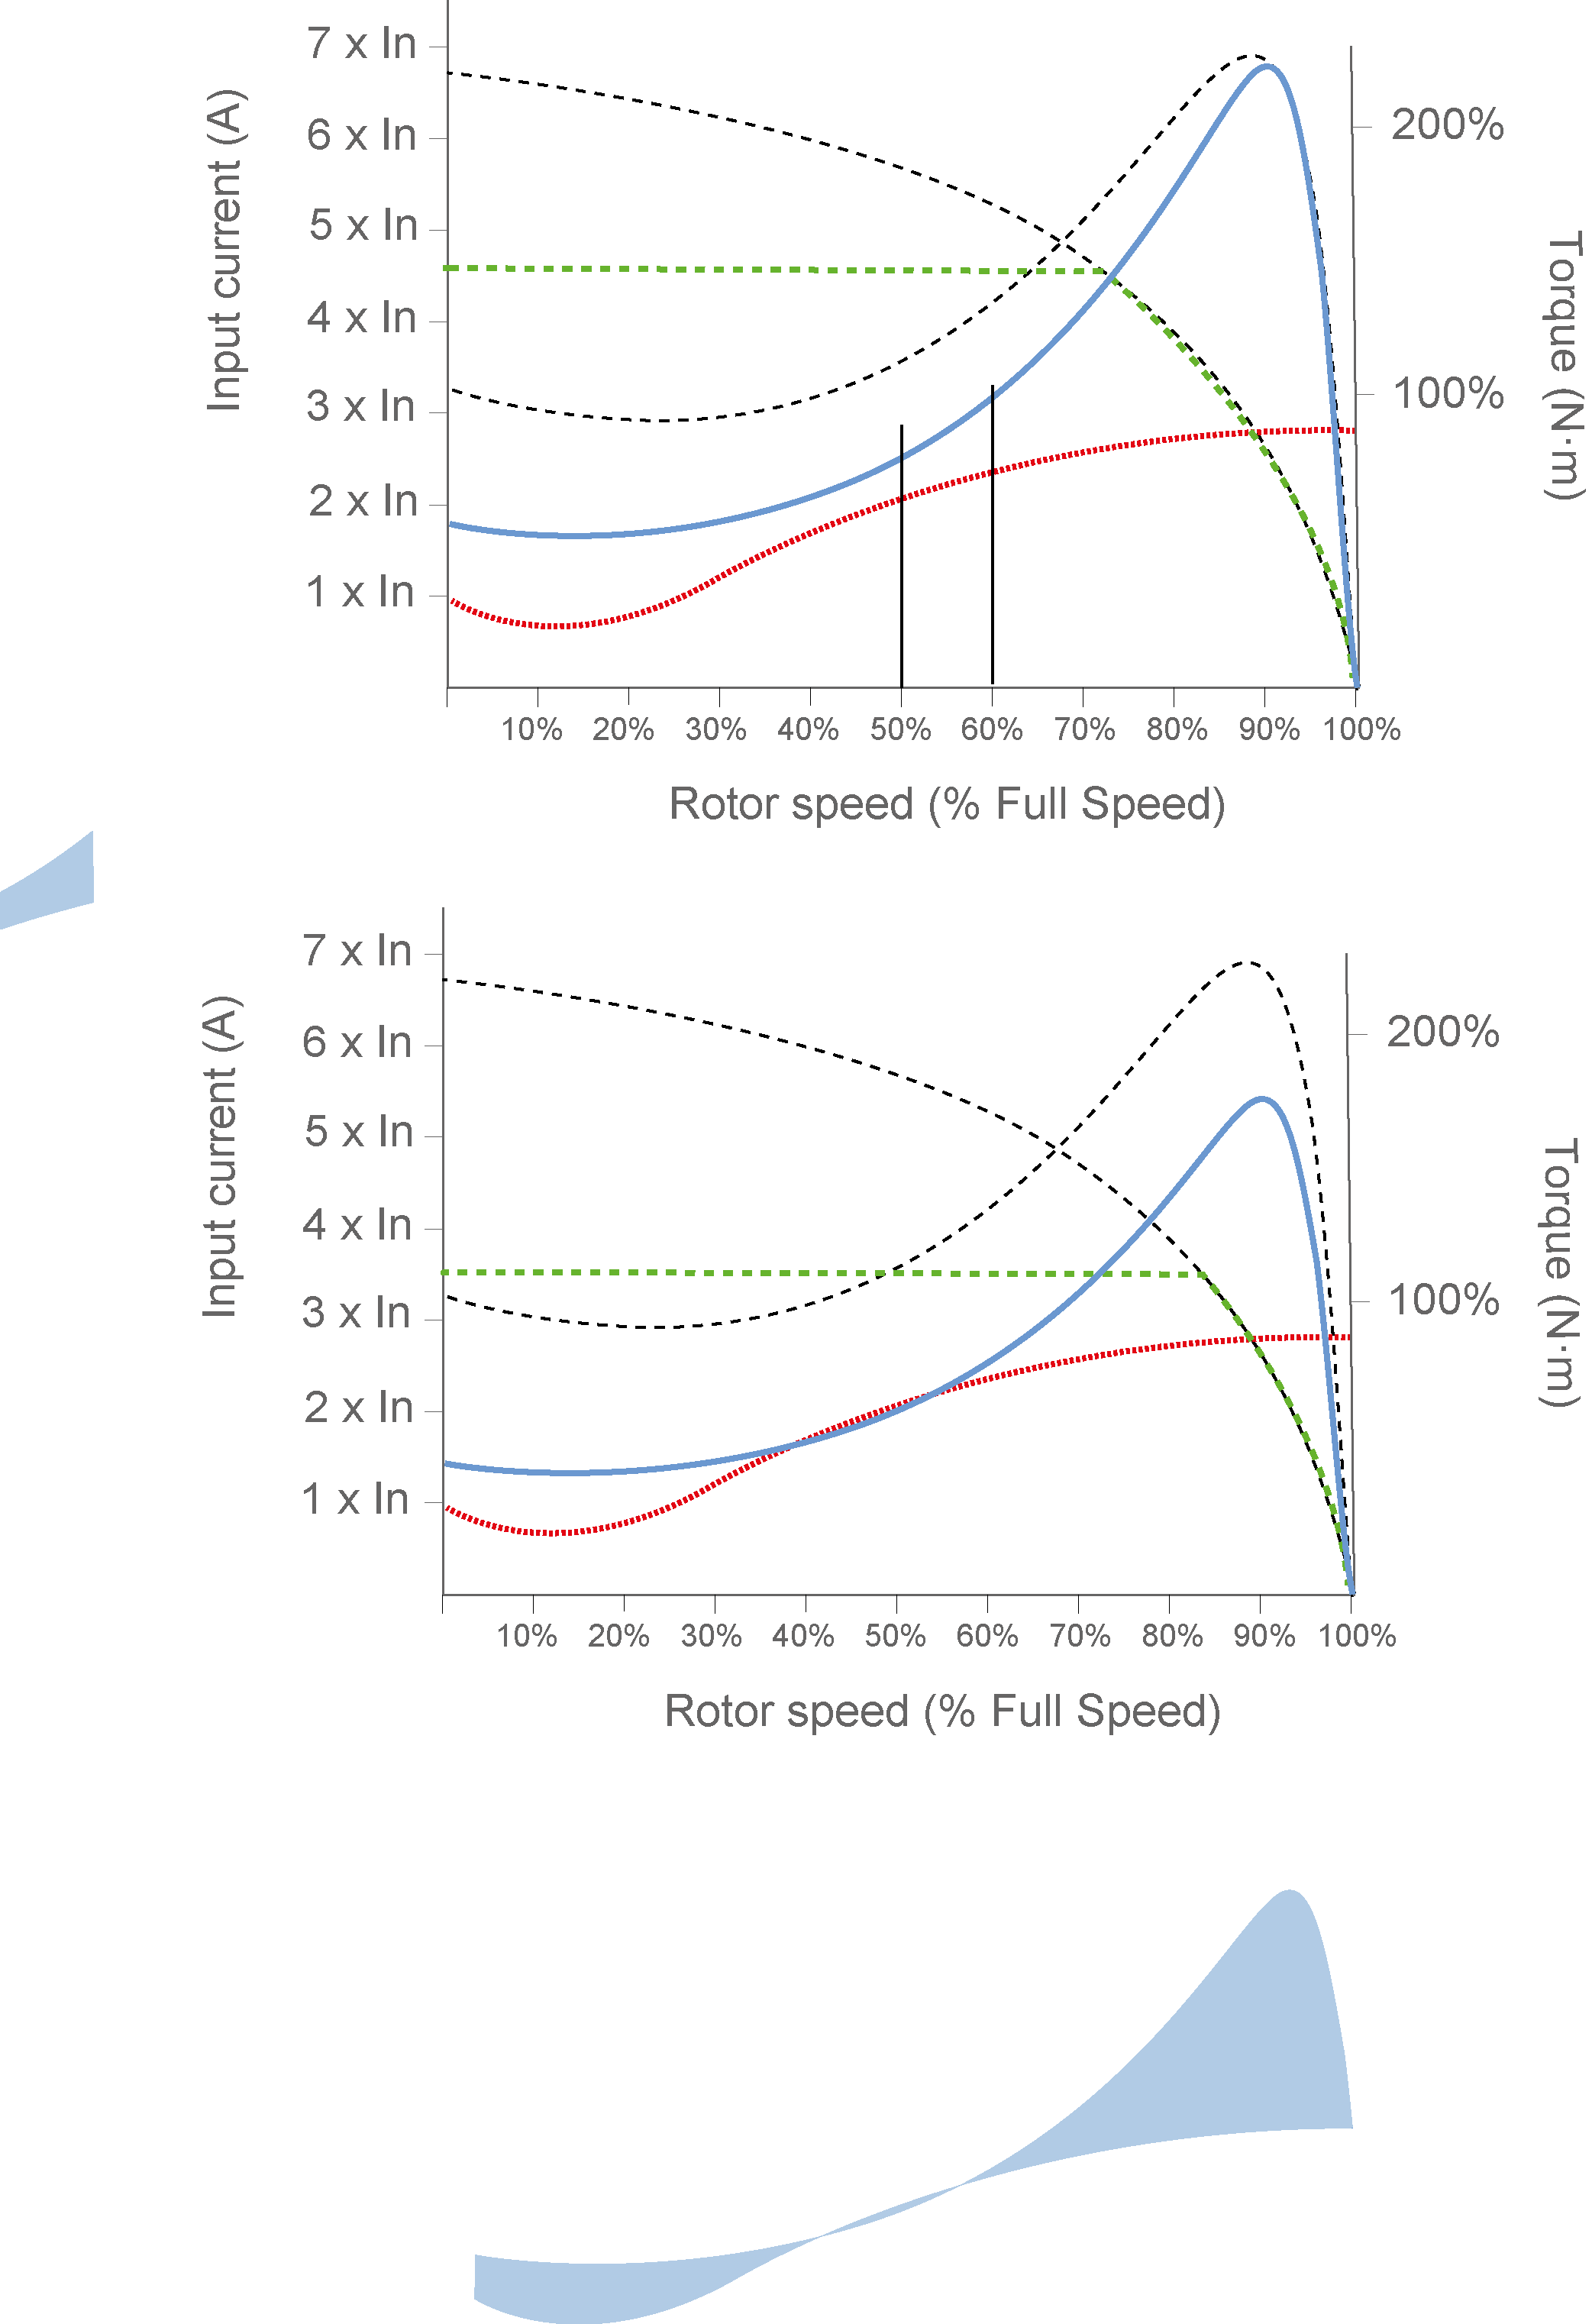 7 x In
6 x In
5 x In
4 x In
3 x In
2 x In
1 x In
Input current (A)
200%
100%
Torque (N·m)
10% 20% 30% 40% 50% 60% 70% 80% 90% 100%
Rotor speed (% Full Speed)
7 x In
6 x In
5 x In
4 x In
3 x In
2 x In
1 x In
Input current (A)
200%
100%
Torque (N·m)
10% 20% 30% 40% 50% 60% 70% 80% 90% 100%
Rotor speed (% Full Speed)